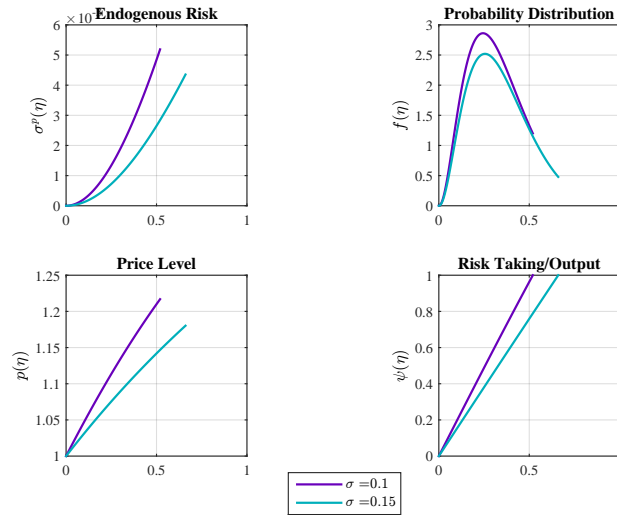 Endogenous Risk
×10
6
5
4
3
2
1
0
σ^p(η)
0 0.5 1
Probability Distribution
3
2.5
2
1.5
1
0.5
0
f(η)
0 0.5
Price Level
1.25
1.2
1.15
1.1
1.05
1
p(η)
0 0.5 1
Risk Taking/Output
1
0.8
0.6
0.4
0.2
0
ψ(η)
0 0.5
σ =0.1
σ =0.15